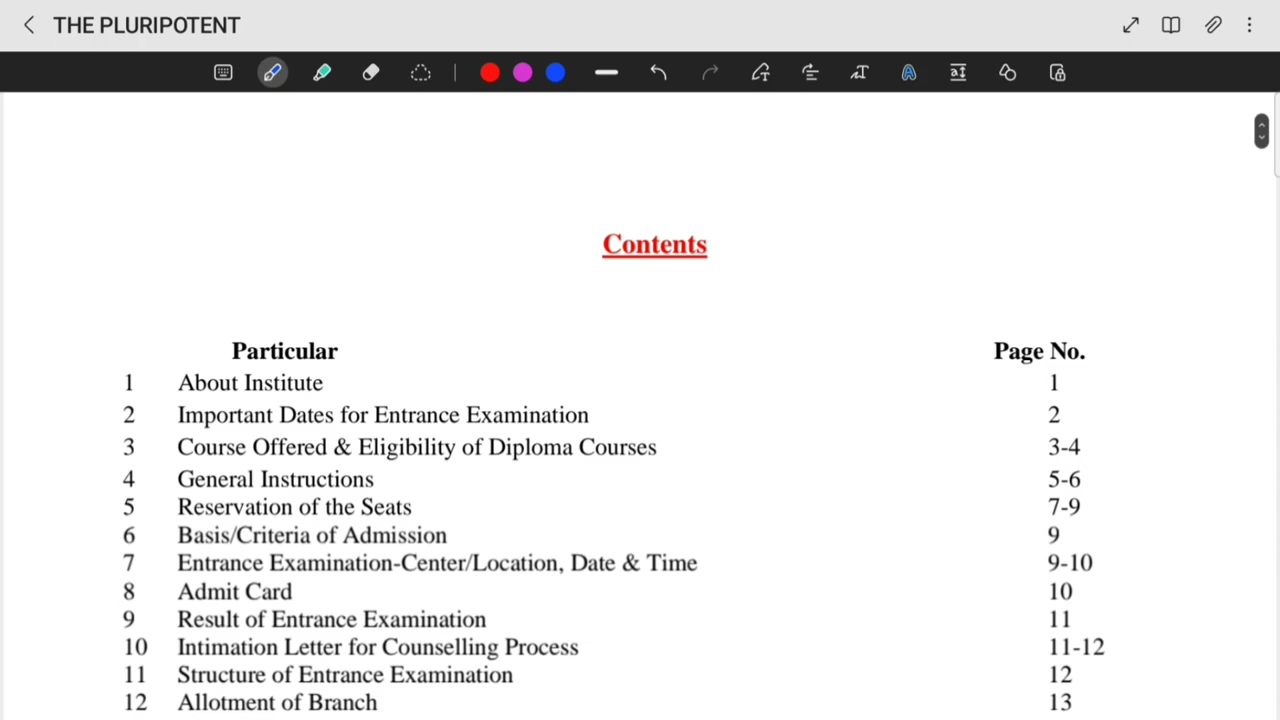 THE PLURIPOTENT
Contents
Particular Page No.
1 About Institute 1
2 Important Dates for Entrance Examination 2
3 Course Offered & Eligibility of Diploma Courses 3-4
4 General Instructions 5-6
5 Reservation of the Seats 7-9
6 Basis/Criteria of Admission 9
7 Entrance Examination-Center/Location, Date & Time 9-10
8 Admit Card 10
9 Result of Entrance Examination 11
10 Intimation Letter for Counselling Process 11-12
11 Structure of Entrance Examination 12
12 Allotment of Branch 13